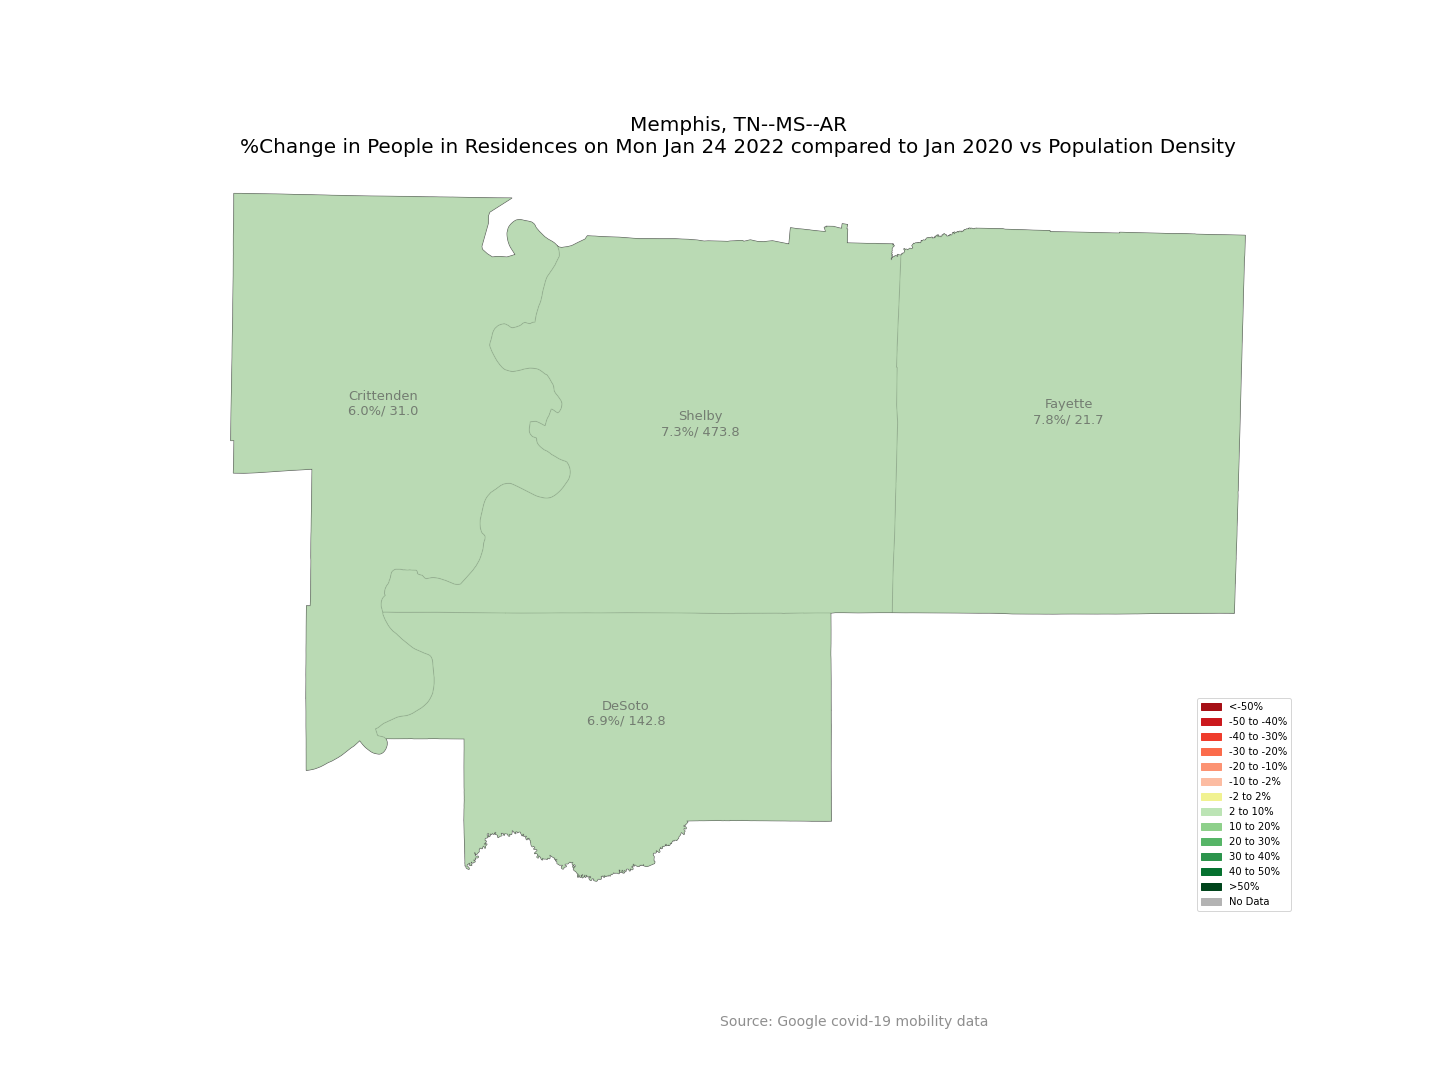 Memphis, TN--MS--AR
%Change in People in Residences on Mon Jan 24 2022 compared to Jan 2020 vs Population Density
Crittenden
6.0%/ 31.0
Shelby
7.3%/ 473.8
Fayette
7.8%/ 21.7
DeSoto
6.9%/ 142.8
<-50%
-50 to -40%
-40 to -30%
-30 to -20%
-20 to -10%
-10 to -2%
-2 to 2%
2 to 10%
10 to 20%
20 to 30%
30 to 40%
40 to 50%
>50%
No Data
Source: Google covid-19 mobility data